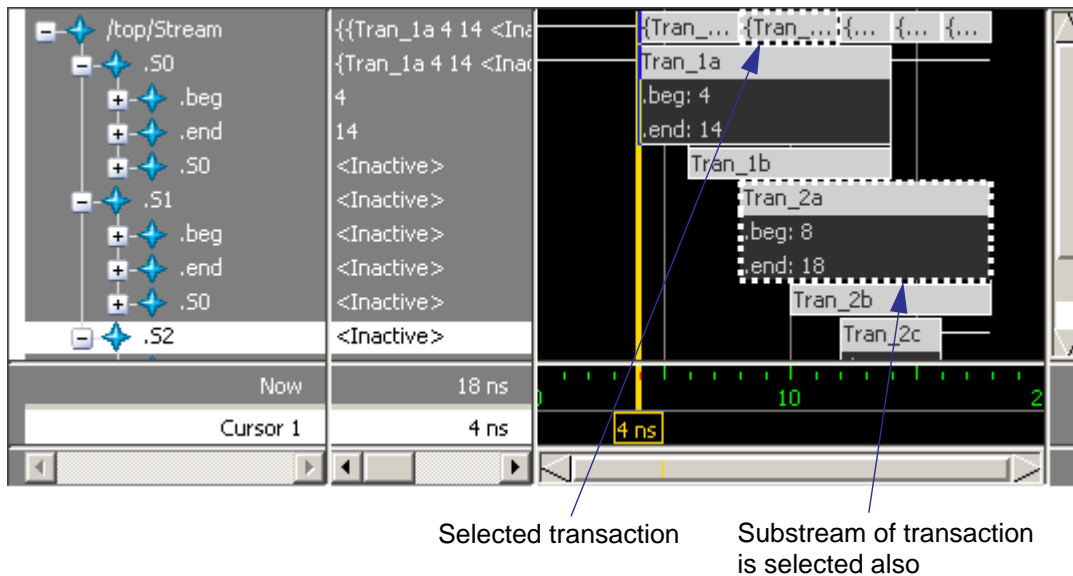 /top/Stream {{Tran_1a 4 14 <Ina {Tran_... {Tran_... {... {... {...
.S0 {Tran_1a 4 14 <Inac Tran_1a
.beg 4 .beg: 4
.end 14 .end: 14
.S0 <Inactive> Tran_1b
.S1 <Inactive> Tran_2a
.beg <Inactive> .beg: 8
.end <Inactive> .end: 18
.S0 <Inactive> Tran_2b
.S2 <Inactive> Tran_2c
Now 18 ns 10 2
Cursor 1 4 ns 4 ns
Selected transaction
Substream of transaction
is selected also